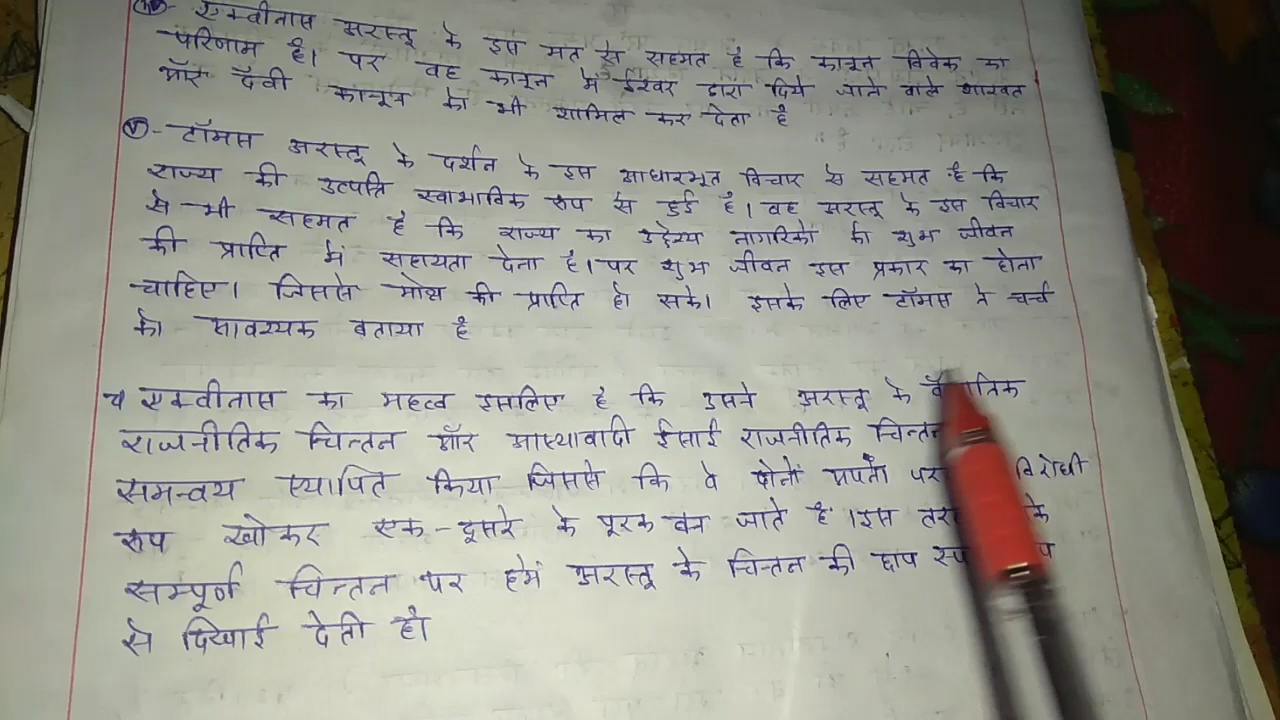 एक्वीनास अरस्तू के इस मत से सहमत है कि कानून विवेक का
परिणाम है। पर वह कानून में ईश्वर द्वारा दिये जाने वाले शाश्वत
और दैवी कानून को भी शामिल कर देता है
(v)- टॉमस अरस्तू के दर्शन के इस आधारभूत विचार से सहमत है कि
राज्य की उत्पत्ति स्वाभाविक रूप से हुई है। वह अरस्तू के इस विचार
से भी सहमत है कि राज्य का उद्देश्य नागरिकों की शुभ जीवन
की प्राप्ति में सहायता देना है। पर शुभ जीवन इस प्रकार का होना
चाहिए। जिससे मोक्ष की प्राप्ति हो सके। इसके लिए टॉमस ने चर्च
को आवश्यक बताया है
एक्वीनास का महत्व इसलिए है कि उसने अरस्तू के
राजनीतिक चिन्तन और आस्थावादी ईसाई राजनीतिक चिन्तन
समन्वय स्थापित किया जिससे कि वे दोनों अपना विरोधी
रूप खोकर एक-दूसरे के पूरक बन जाते है। इस के
सम्पूर्ण चिन्तन पर हमें अरस्तू के चिन्तन की छाप
से दिखाई देती है।